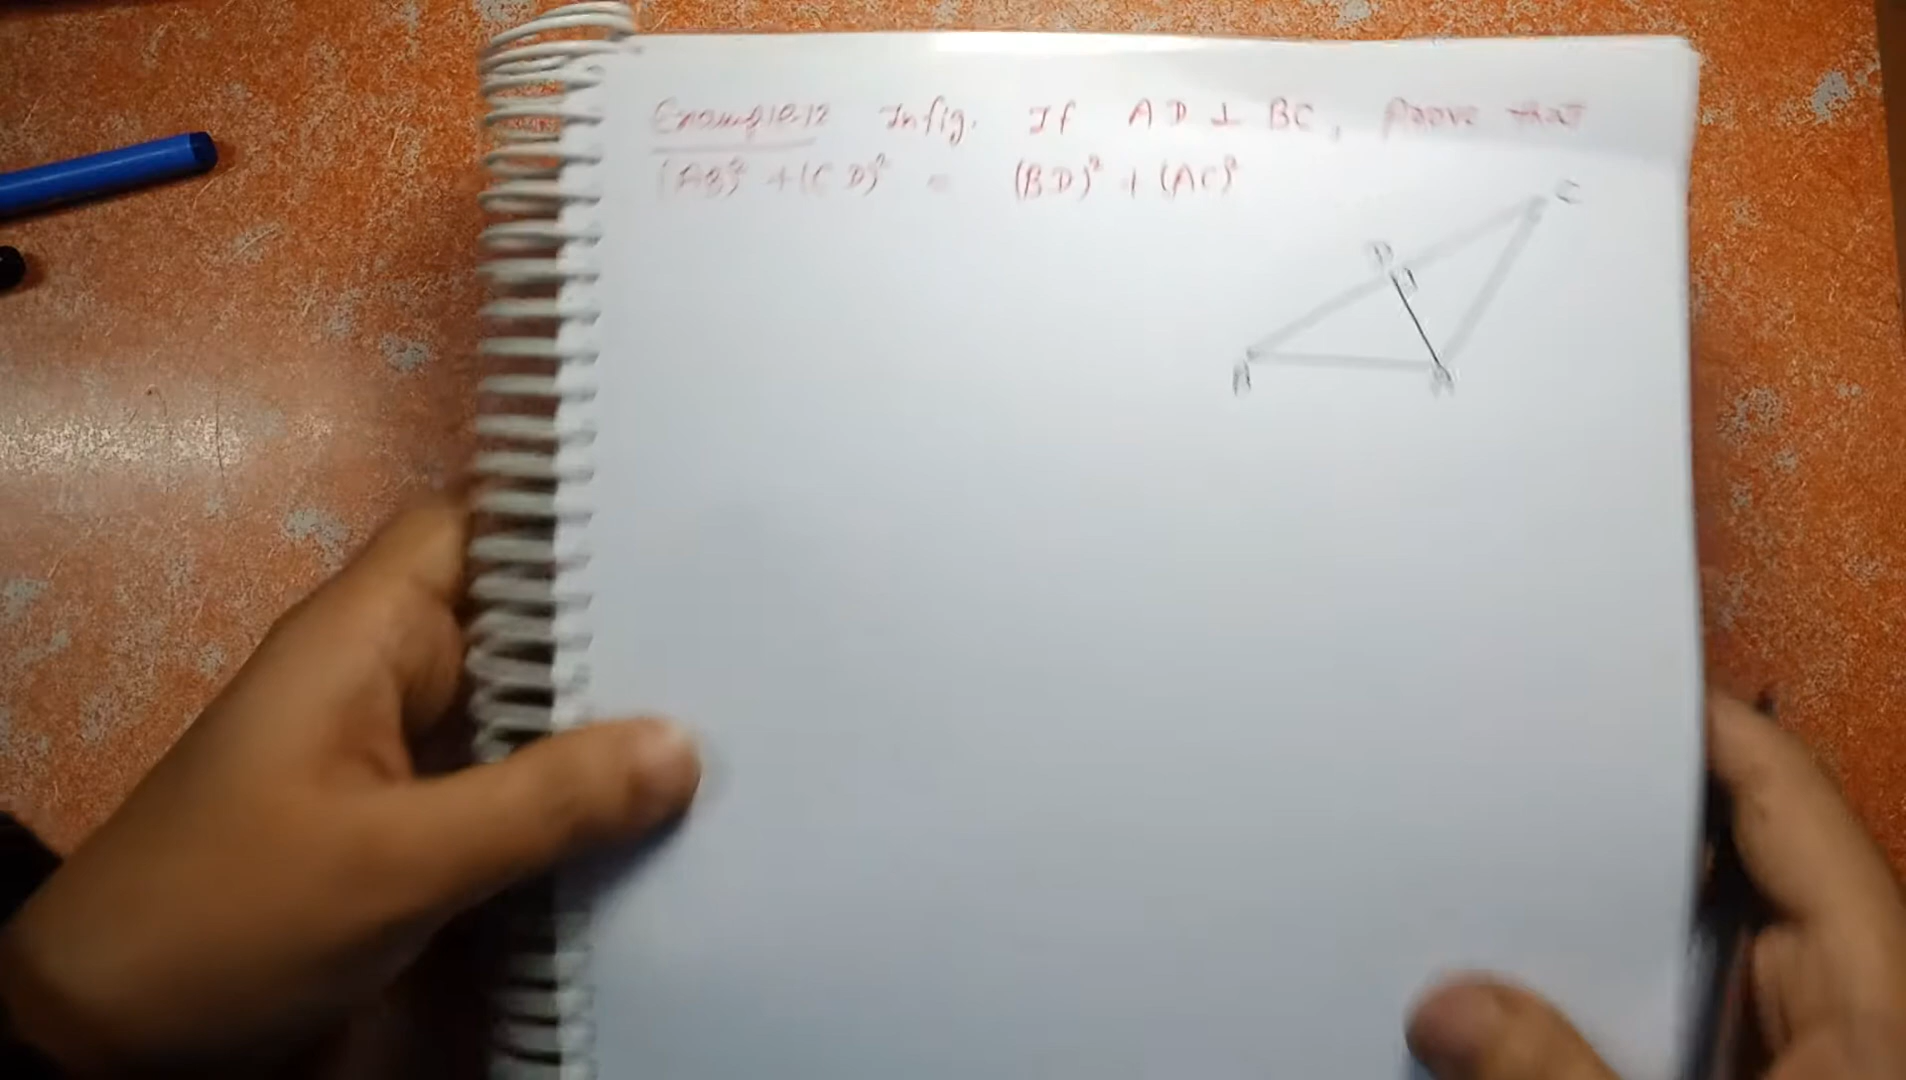 Example-12 In fig. If AD ⊥ BC, Prove that
(AB)² + (CD)² = (BD)² + (AC)²
C
D